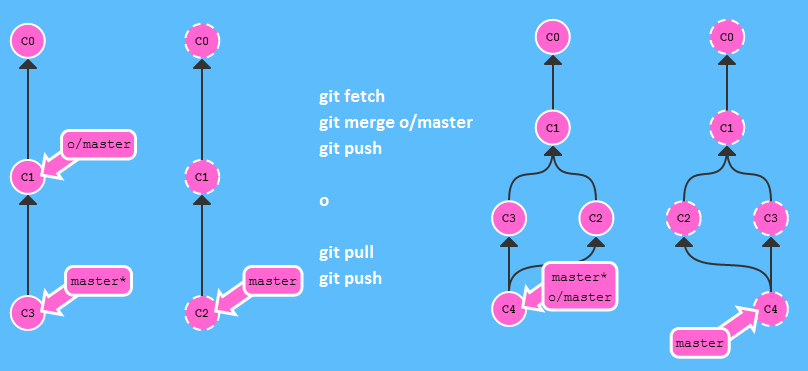 C0
C0
C0
C0
git fetch
git merge o/master
git push
o/master
C1
C1
C1
C1
o
C3
C2
C2
C3
git pull
git push
master*
master
master*
o/master
C3
C2
C4
C4
master